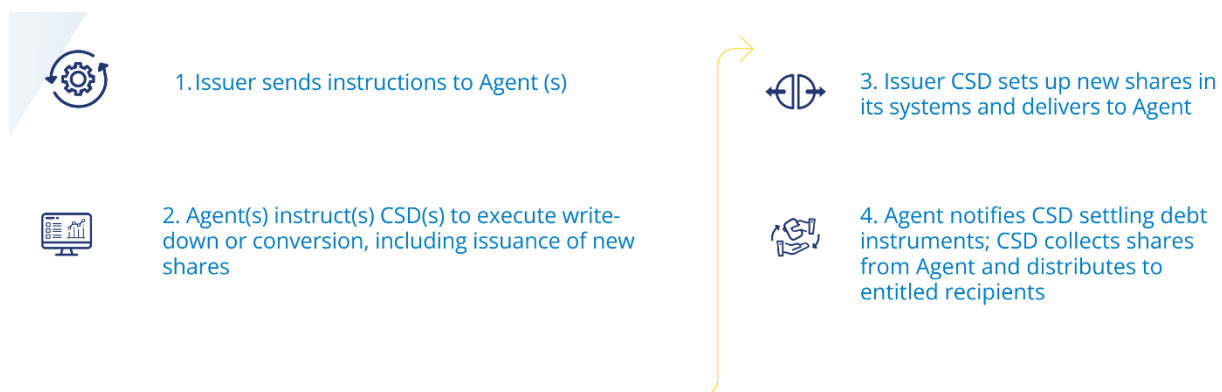 1. Issuer sends instructions to Agent (s)
2. Agent(s) instruct(s) CSD(s) to execute write-
down or conversion, including issuance of new
shares
3. Issuer CSD sets up new shares in
its systems and delivers to Agent
4. Agent notifies CSD settling debt
instruments; CSD collects shares
from Agent and distributes to
entitled recipients